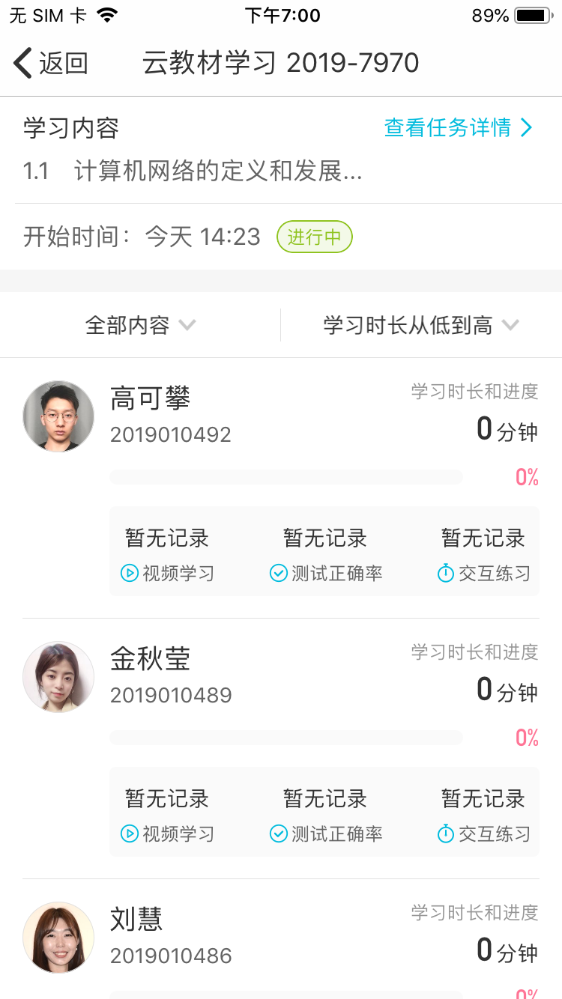 无 SIM 卡 下午7:00 89%
返回 云教材学习 2019-7970
学习内容 查看任务详情
1.1 计算机网络的定义和发展...
开始时间：今天 14:23 进行中
全部内容 学习时长从低到高
高可攀 学习时长和进度
2019010492 0分钟
0%
暂无记录 暂无记录 暂无记录
视频学习 测试正确率 交互练习
金秋莹 学习时长和进度
2019010489 0分钟
0%
暂无记录 暂无记录 暂无记录
视频学习 测试正确率 交互练习
刘慧 学习时长和进度
2019010486 0分钟
0%